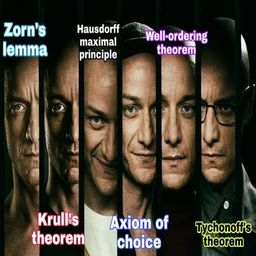 Zorn's
lemma
Hausdorff
maximal
principle
Well-ordering
theorem
Krull's
theorem
Axiom of
choice
Tychonoff's
theorem